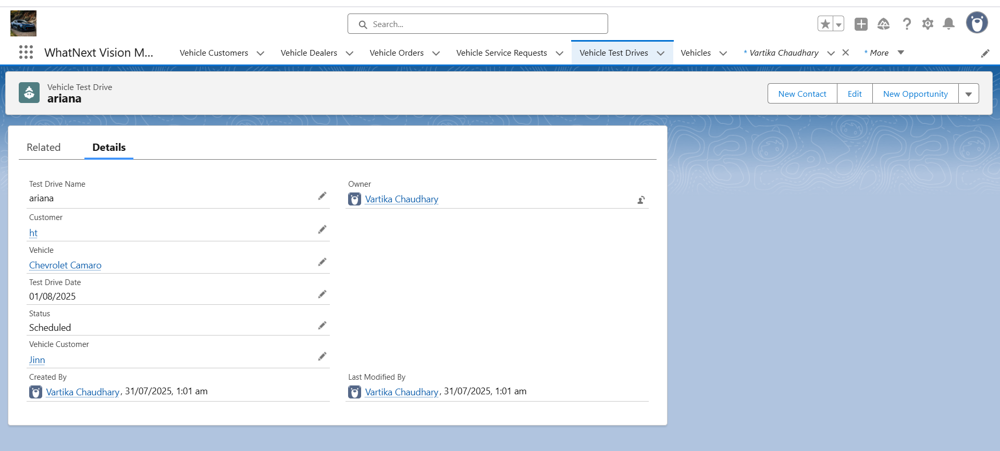 Search...
WhatNext Vision M...
Vehicle Customers
Vehicle Dealers
Vehicle Orders
Vehicle Service Requests
Vehicle Test Drives
Vehicles
* Vartika Chaudhary
* More
Vehicle Test Drive
ariana
New Contact
Edit
New Opportunity
Related
Details
Test Drive Name
ariana
Owner
Vartika Chaudhary
Customer
ht
Vehicle
Chevrolet Camaro
Test Drive Date
01/08/2025
Status
Scheduled
Vehicle Customer
Jinn
Created By
Vartika Chaudhary, 31/07/2025, 1:01 am
Last Modified By
Vartika Chaudhary, 31/07/2025, 1:01 am